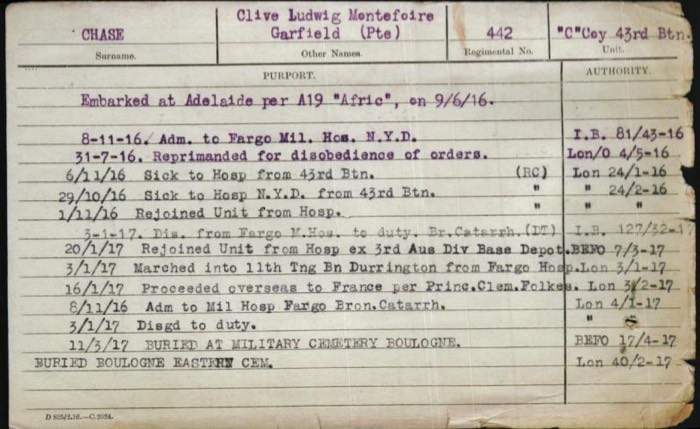 CHASE
Clive Ludwig Montefoire
Garfield (Pte)
442
"C"Coy 43rd Btn.
Surname.
Other Names.
Regimental No.
Unit.
PURPORT.
AUTHORITY.
Embarked at Adelaide per A19 "Afric", on 9/6/16.
8-11-16. Adm. to Fargo Mil. Hos. N.Y.D. I.B. 81/43-16
31-7-16. Reprimanded for disobedience of orders. Lon/O 4/5-16
6/11/16 Sick to Hosp from 43rd Btn. (RC) Lon 24/1-16
29/10/16 Sick to Hosp N.Y.D. from 43rd Btn. " " 24/2-16
1/11/16 Rejoined Unit from Hosp. " " "
3-1-17. Dis. from Fargo M.Hos. to duty. Br.Catarrh.(DT) I.B. 127/32-17
20/1/17 Rejoined Unit from Hosp ex 3rd Aus Div Base Depot. BEFO 7/3-17
3/1/17 Marched into 11th Tng Bn Durrington from Fargo Hosp. Lon 3/1-17
16/1/17 Proceeded overseas to France per Princ.Clem.Folkes. Lon 3/2-17
8/11/16 Adm to Mil Hosp Fargo Bron.Catarrh. Lon 4/1-17
3/1/17 Disgd to duty. "
11/3/17 BURIED AT MILITARY CEMETERY BOULOGNE. BEFO 17/4-17
BURIED BOULOGNE EASTERN CEM. Lon 40/2-17